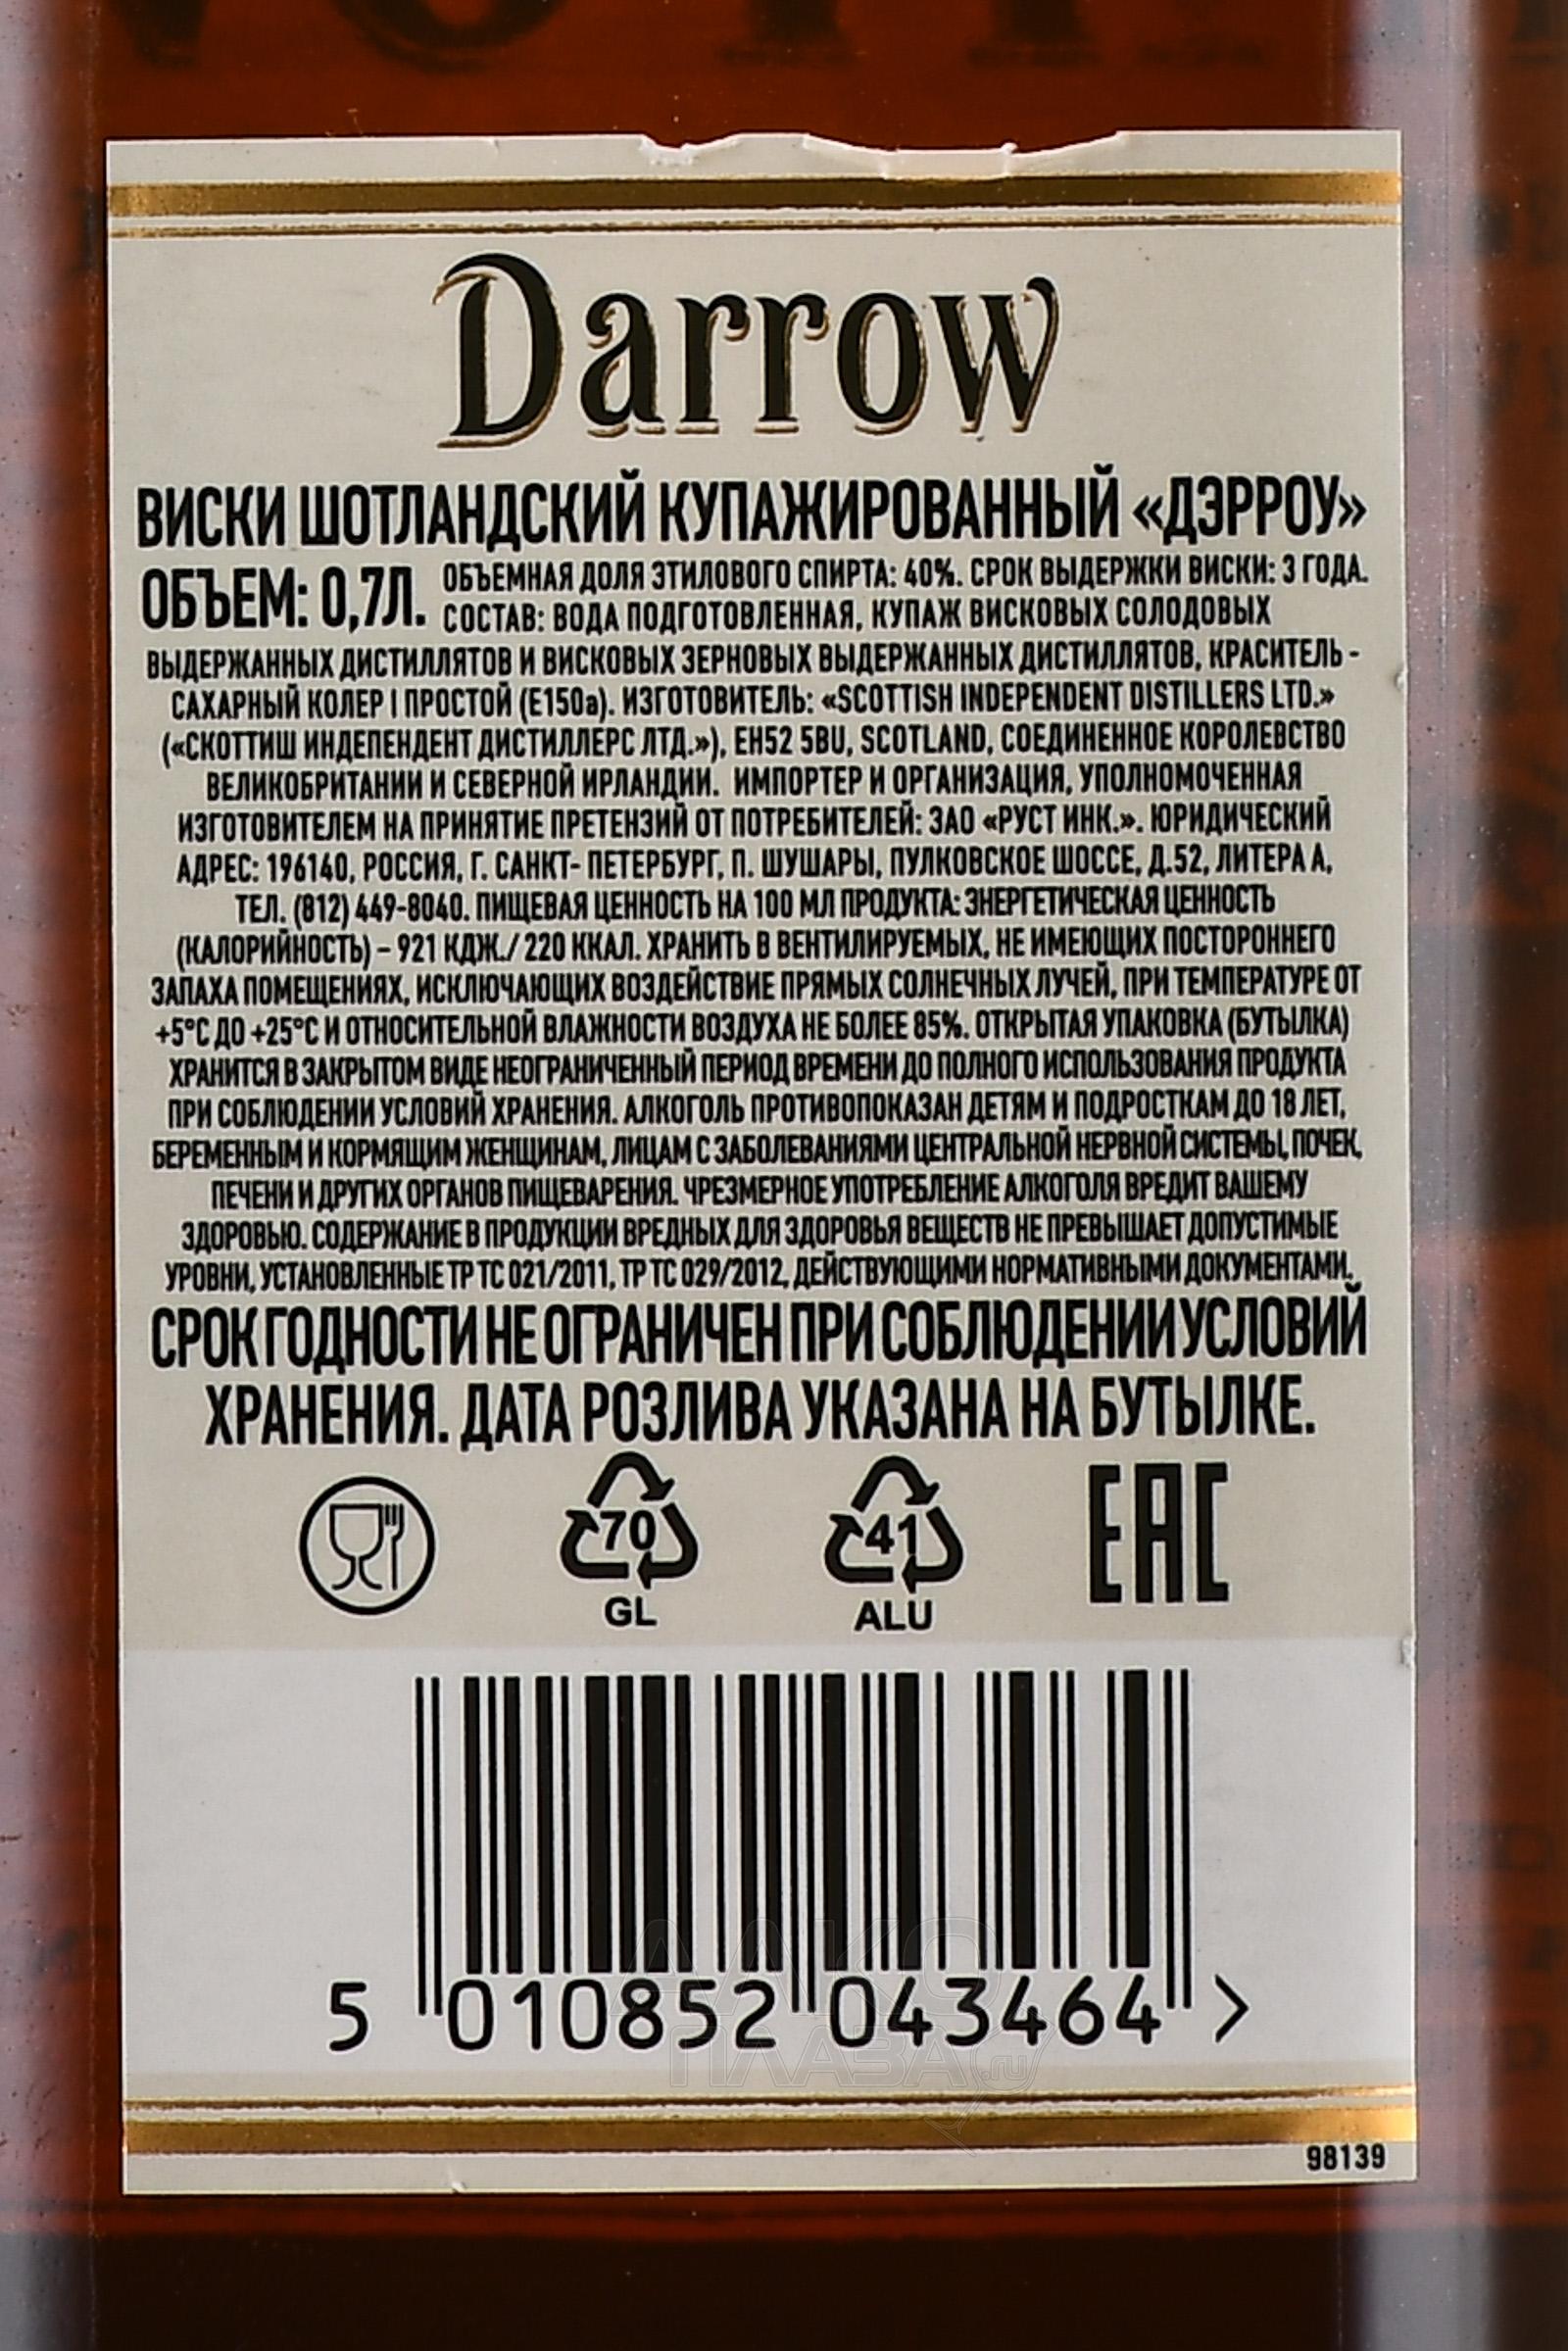 Darrow
ВИСКИ ШОТЛАНДСКИЙ КУПАЖИРОВАННЫЙ «ДЭРРОУ»
ОБЪЕМ: 0,7Л.
ОБЪЕМНАЯ ДОЛЯ ЭТИЛОВОГО СПИРТА: 40%. СРОК ВЫДЕРЖКИ ВИСКИ: 3 ГОДА.
СОСТАВ: ВОДА ПОДГОТОВЛЕННАЯ, КУПАЖ ВИСКОВЫХ СОЛОДОВЫХ
ВЫДЕРЖАННЫХ ДИСТИЛЛЯТОВ И ВИСКОВЫХ ЗЕРНОВЫХ ВЫДЕРЖАННЫХ ДИСТИЛЛЯТОВ, КРАСИТЕЛЬ -
САХАРНЫЙ КОЛЕР I ПРОСТОЙ (Е150а). ИЗГОТОВИТЕЛЬ: «SCOTTISH INDEPENDENT DISTILLERS LTD.»
(«СКОТТИШ ИНДЕПЕНДЕНТ ДИСТИЛЛЕРС ЛТД.»), EH52 5BU, SCOTLAND, СОЕДИНЕННОЕ КОРОЛЕВСТВО
ВЕЛИКОБРИТАНИИ И СЕВЕРНОЙ ИРЛАНДИИ. ИМПОРТЕР И ОРГАНИЗАЦИЯ, УПОЛНОМОЧЕННАЯ
ИЗГОТОВИТЕЛЕМ НА ПРИНЯТИЕ ПРЕТЕНЗИЙ ОТ ПОТРЕБИТЕЛЕЙ: ЗАО «РУСТ ИНК.». ЮРИДИЧЕСКИЙ
АДРЕС: 196140, РОССИЯ, Г. САНКТ- ПЕТЕРБУРГ, П. ШУШАРЫ, ПУЛКОВСКОЕ ШОССЕ, Д.52, ЛИТЕРА А,
ТЕЛ. (812) 449-8040. ПИЩЕВАЯ ЦЕННОСТЬ НА 100 МЛ ПРОДУКТА: ЭНЕРГЕТИЧЕСКАЯ ЦЕННОСТЬ
(КАЛОРИЙНОСТЬ) – 921 КДЖ./ 220 ККАЛ. ХРАНИТЬ В ВЕНТИЛИРУЕМЫХ, НЕ ИМЕЮЩИХ ПОСТОРОННЕГО
ЗАПАХА ПОМЕЩЕНИЯХ, ИСКЛЮЧАЮЩИХ ВОЗДЕЙСТВИЕ ПРЯМЫХ СОЛНЕЧНЫХ ЛУЧЕЙ, ПРИ ТЕМПЕРАТУРЕ ОТ
+5°С ДО +25°С И ОТНОСИТЕЛЬНОЙ ВЛАЖНОСТИ ВОЗДУХА НЕ БОЛЕЕ 85%. ОТКРЫТАЯ УПАКОВКА (БУТЫЛКА)
ХРАНИТСЯ В ЗАКРЫТОМ ВИДЕ НЕОГРАНИЧЕННЫЙ ПЕРИОД ВРЕМЕНИ ДО ПОЛНОГО ИСПОЛЬЗОВАНИЯ ПРОДУКТА
ПРИ СОБЛЮДЕНИИ УСЛОВИЙ ХРАНЕНИЯ. АЛКОГОЛЬ ПРОТИВОПОКАЗАН ДЕТЯМ И ПОДРОСТКАМ ДО 18 ЛЕТ,
БЕРЕМЕННЫМ И КОРМЯЩИМ ЖЕНЩИНАМ, ЛИЦАМ С ЗАБОЛЕВАНИЯМИ ЦЕНТРАЛЬНОЙ НЕРВНОЙ СИСТЕМЫ, ПОЧЕК,
ПЕЧЕНИ И ДРУГИХ ОРГАНОВ ПИЩЕВАРЕНИЯ. ЧРЕЗМЕРНОЕ УПОТРЕБЛЕНИЕ АЛКОГОЛЯ ВРЕДИТ ВАШЕМУ
ЗДОРОВЬЮ. СОДЕРЖАНИЕ В ПРОДУКЦИИ ВРЕДНЫХ ДЛЯ ЗДОРОВЬЯ ВЕЩЕСТВ НЕ ПРЕВЫШАЕТ ДОПУСТИМЫЕ
УРОВНИ, УСТАНОВЛЕННЫЕ ТР ТС 021/2011, ТР ТС 029/2012, ДЕЙСТВУЮЩИМИ НОРМАТИВНЫМИ ДОКУМЕНТАМИ.
СРОК ГОДНОСТИ НЕ ОГРАНИЧЕН ПРИ СОБЛЮДЕНИИ УСЛОВИЙ
ХРАНЕНИЯ. ДАТА РОЗЛИВА УКАЗАНА НА БУТЫЛКЕ.
70
GL
41
ALU
EAC
5 010852 043464 >
АЛКО
ПЛАЗА.ru
98139